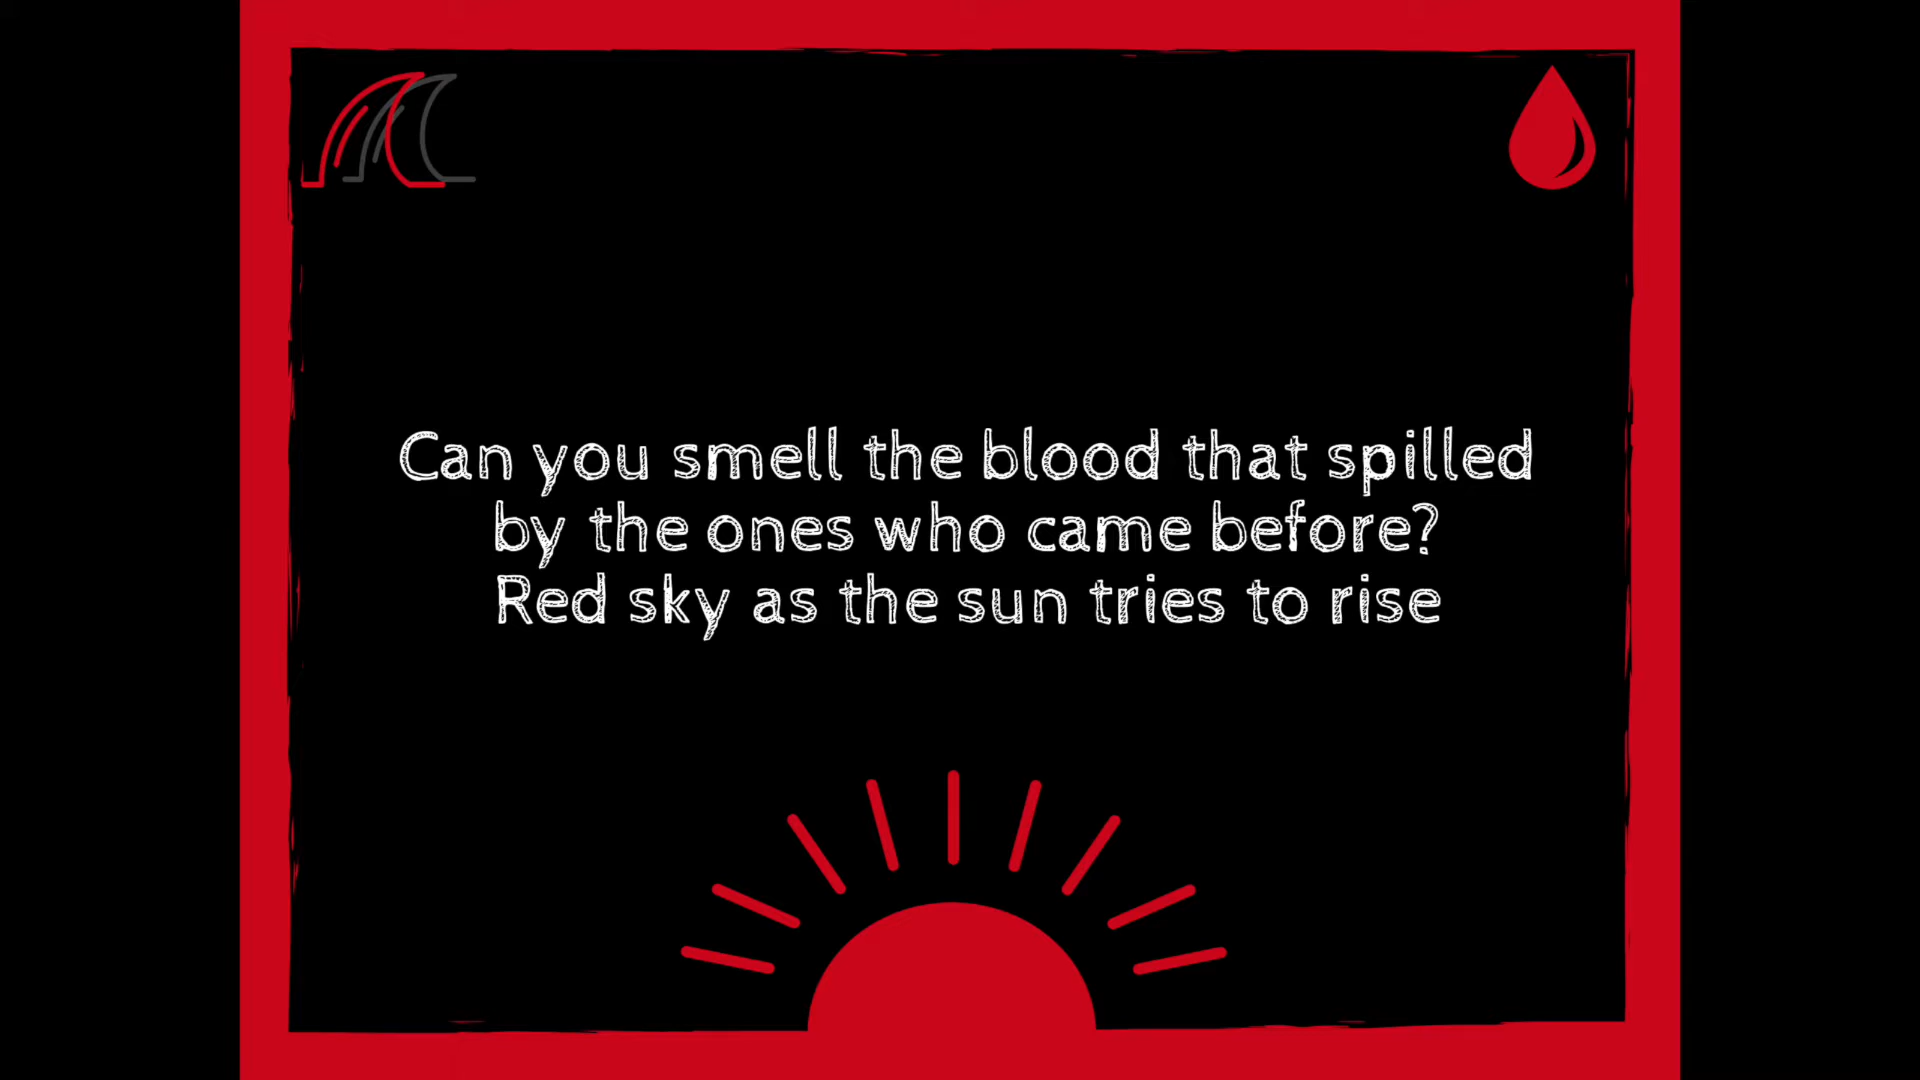 Can you smell the blood that spilled
by the ones who came before?
Red sky as the sun tries to rise